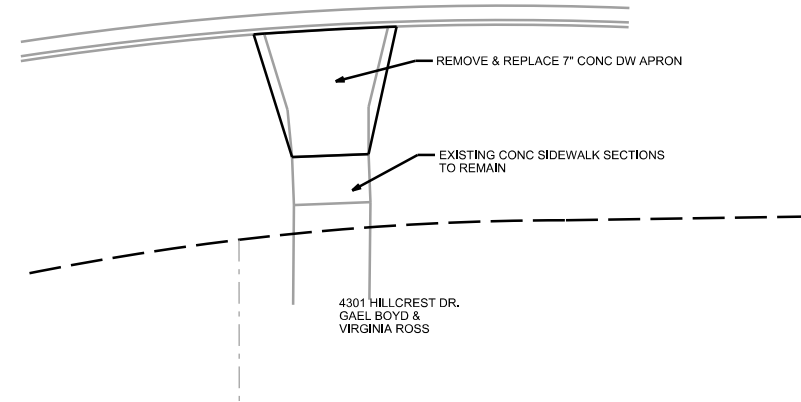 REMOVE & REPLACE 7" CONC DW APRON
EXISTING CONC SIDEWALK SECTIONS
TO REMAIN
4301 HILLCREST DR.
GAEL BOYD &
VIRGINIA ROSS